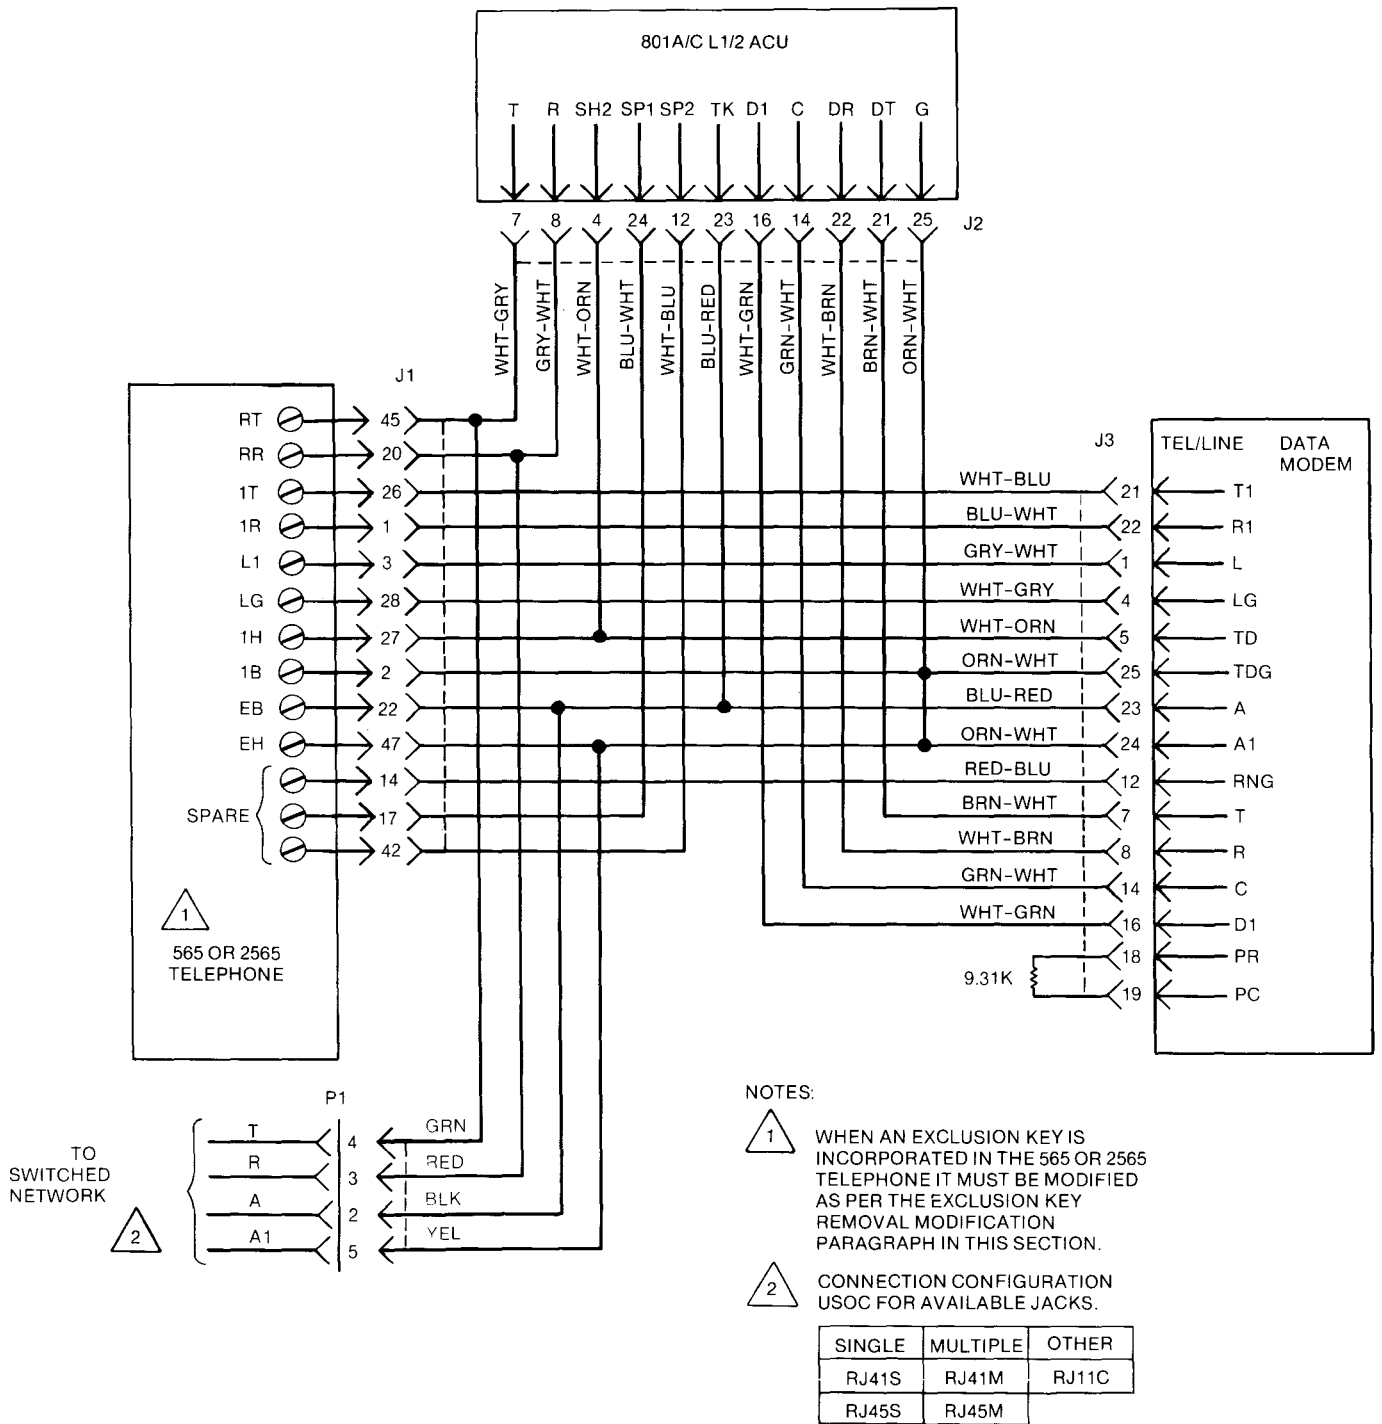 801A/C L1/2 ACU
T R SH2 SP1 SP2 TK D1 C DR DT G
7 8 4 24 12 23 16 14 22 21 25 J2
WHT-GRY
GRY-WHT
WHT-ORN
BLU-WHT
WHT-BLU
BLU-RED
WHT-GRN
GRN-WHT
WHT-BRN
BRN-WHT
ORN-WHT
J1
J3 TEL/LINE DATA
MODEM
RT 45
RR 20
1T 26 WHT-BLU 21 T1
1R 1 BLU-WHT 22 R1
L1 3 GRY-WHT 1 L
LG 28 WHT-GRY 4 LG
1H 27 WHT-ORN 5 TD
1B 2 ORN-WHT 25 TDG
EB 22 BLU-RED 23 A
EH 47 ORN-WHT 24 A1
14 RED-BLU 12 RNG
SPARE 17 BRN-WHT 7 T
42 WHT-BRN 8 R
GRN-WHT 14 C
WHT-GRN 16 D1
18 PR
9.31K
19 PC
1
565 OR 2565
TELEPHONE
P1
T 4 GRN
R 3 RED
A 2 BLK
A1 5 YEL
TO
SWITCHED
NETWORK
2
NOTES:
1 WHEN AN EXCLUSION KEY IS
INCORPORATED IN THE 565 OR 2565
TELEPHONE IT MUST BE MODIFIED
AS PER THE EXCLUSION KEY
REMOVAL MODIFICATION
PARAGRAPH IN THIS SECTION.
2 CONNECTION CONFIGURATION
USOC FOR AVAILABLE JACKS.
SINGLE MULTIPLE OTHER
RJ41S RJ41M RJ11C
RJ45S RJ45M